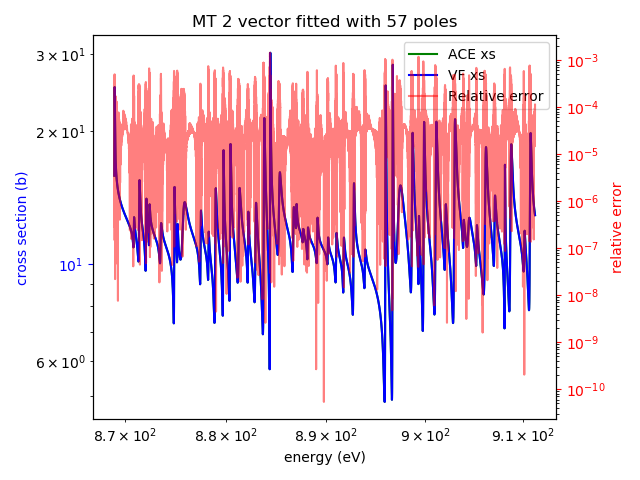 MT 2 vector fitted with 57 poles
ACE xs
VF xs
Relative error
3 × 10¹
2 × 10¹
10¹
6 × 10⁰
cross section (b)
10⁻³
10⁻⁴
10⁻⁵
10⁻⁶
10⁻⁷
10⁻⁸
10⁻⁹
10⁻¹⁰
relative error
8.7 × 10² 8.8 × 10² 8.9 × 10² 9 × 10² 9.1 × 10²
energy (eV)